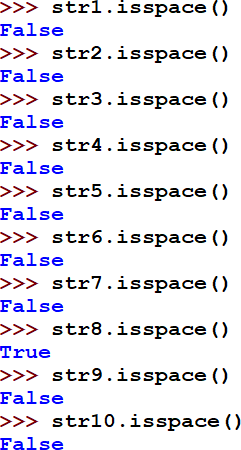 >>> str1.isspace()
False
>>> str2.isspace()
False
>>> str3.isspace()
False
>>> str4.isspace()
False
>>> str5.isspace()
False
>>> str6.isspace()
False
>>> str7.isspace()
False
>>> str8.isspace()
True
>>> str9.isspace()
False
>>> str10.isspace()
False